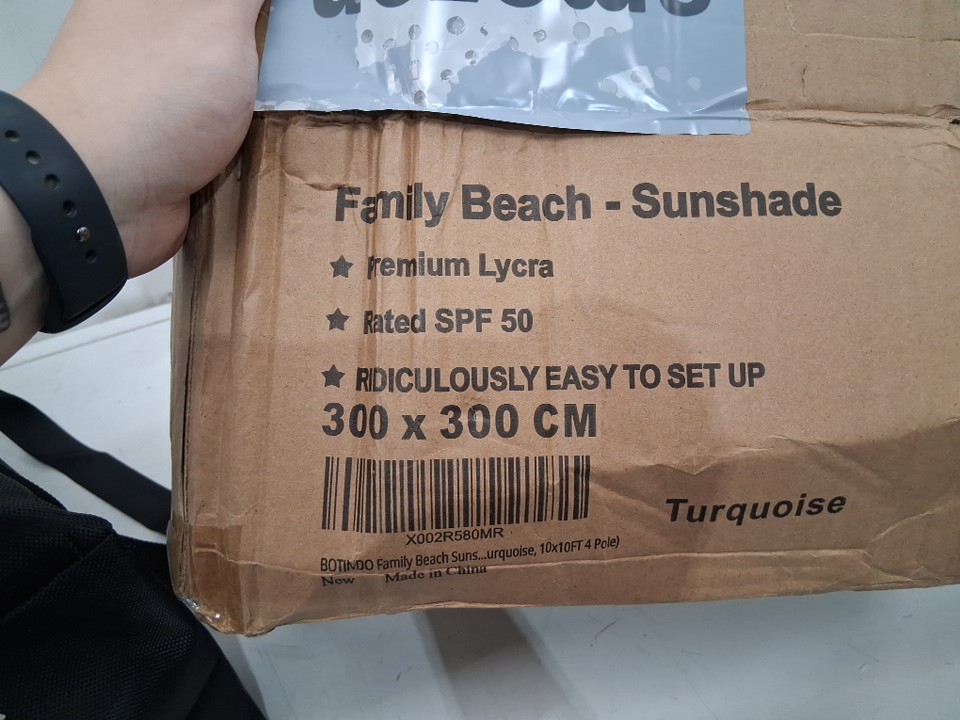 Family Beach - Sunshade
★ Premium Lycra
★ Rated SPF 50
★ RIDICULOUSLY EASY TO SET UP
300 x 300 CM
X002R580MR
Turquoise
BOTINDO Family Beach Suns...urquoise, 10x10FT 4 Pole)
New Made in China